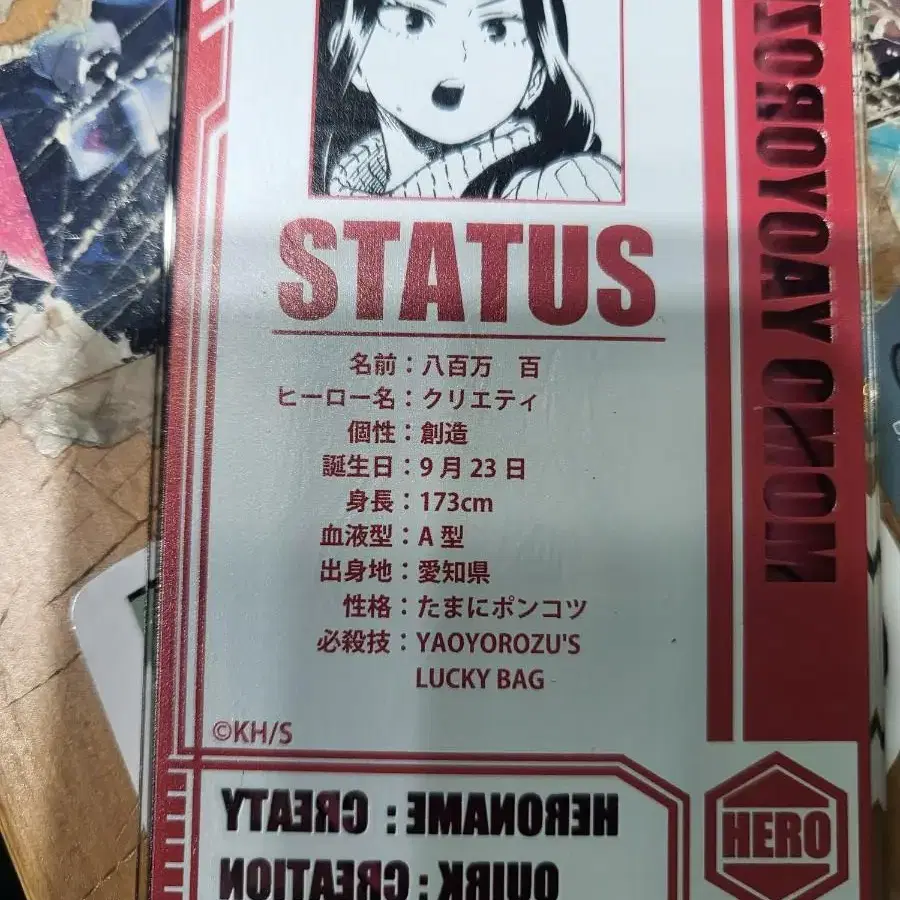 STATUS
名前：八百万　百
ヒーロー名：クリエティ
個性：創造
誕生日：9月23日
身長：173cm
血液型：A型
出身地：愛知県
性格：たまにポンコツ
必殺技：YAOYOROZU'S
LUCKY BAG
©KH/S
HERONAME : CREATY
QUIRK : CREATION
HERO
MOMO YAOYOROZU